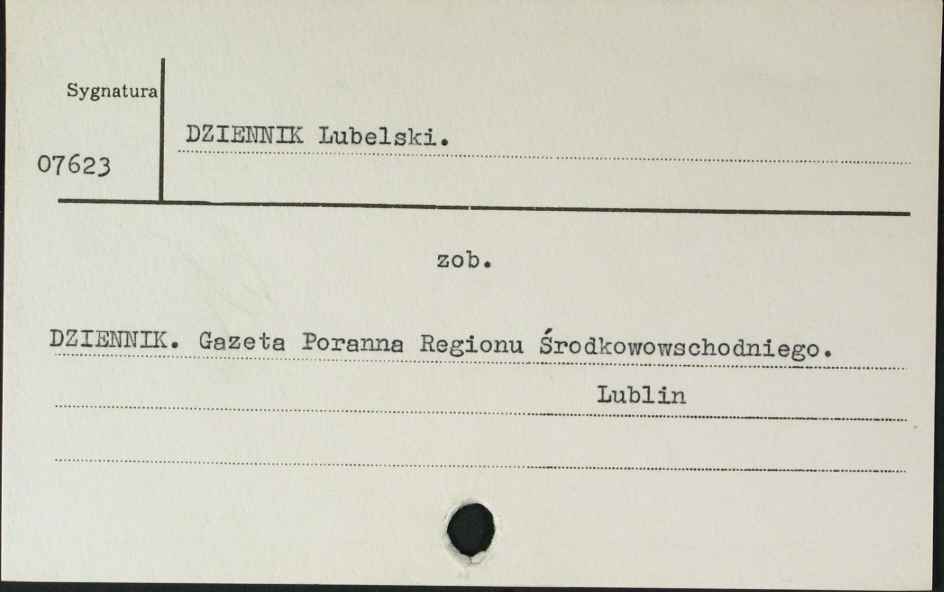 Sygnatura
DZIENNIK Lubelski.
07623
zob.
DZIENNIK. Gazeta Poranna Regionu Środkowowschodniego.
Lublin